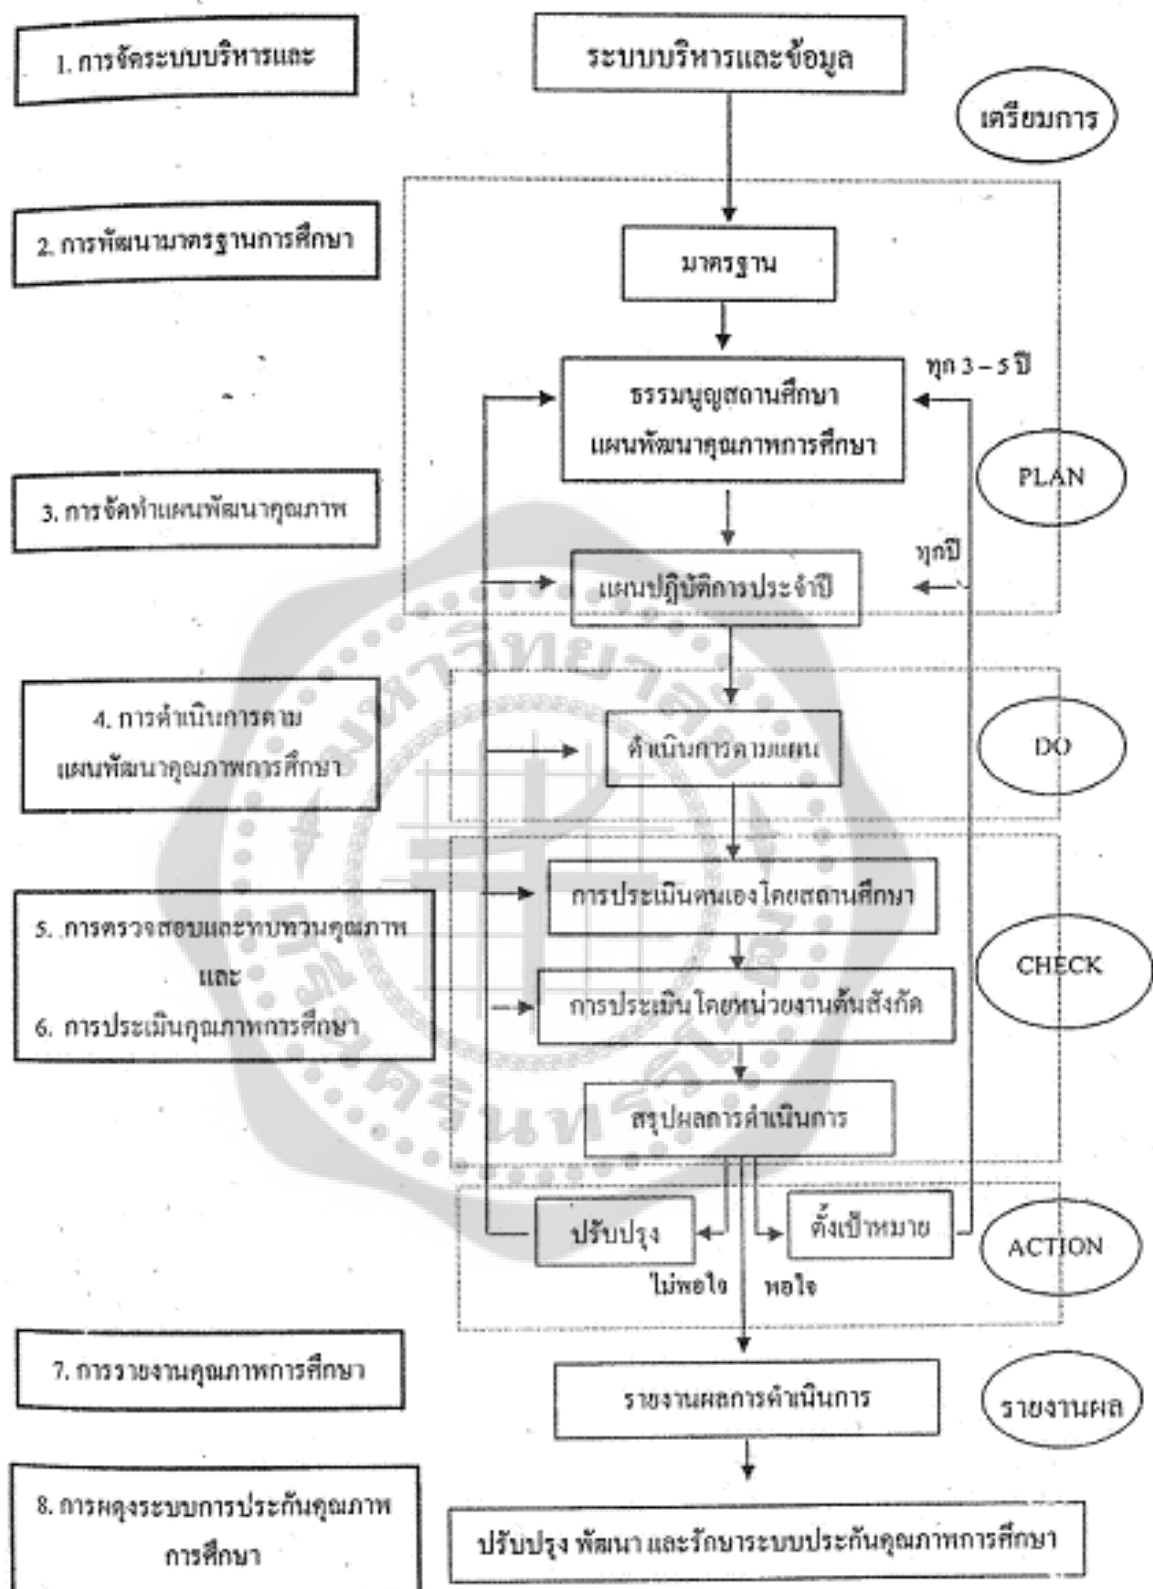 1. การจัดระบบบริหารและ
ระบบบริหารและข้อมูล
เตรียมการ
2. การพัฒนามาตรฐานการศึกษา
มาตรฐาน
ทุก 3 – 5 ปี
ธรรมนูญสถานศึกษา
แผนพัฒนาคุณภาพการศึกษา
PLAN
3. การจัดทำแผนพัฒนาคุณภาพ
ทุกปี
แผนปฏิบัติการประจำปี
4. การดำเนินการตาม
แผนพัฒนาคุณภาพการศึกษา
ดำเนินการตามแผน
DO
การประเมินตนเองโดยสถานศึกษา
5. การตรวจสอบและทบทวนคุณภาพ
และ
6. การประเมินคุณภาพการศึกษา
CHECK
การประเมินโดยหน่วยงานต้นสังกัด
สรุปผลการดำเนินการ
ปรับปรุง
ตั้งเป้าหมาย
ACTION
ไม่พอใจ
พอใจ
7. การรายงานคุณภาพการศึกษา
รายงานผลการดำเนินการ
รายงานผล
8. การผดุงระบบการประกันคุณภาพ
การศึกษา
ปรับปรุง พัฒนา และรักษาระบบประกันคุณภาพการศึกษา
มหาวิทยาลัย
ศรีนครินทรวิโรฒ